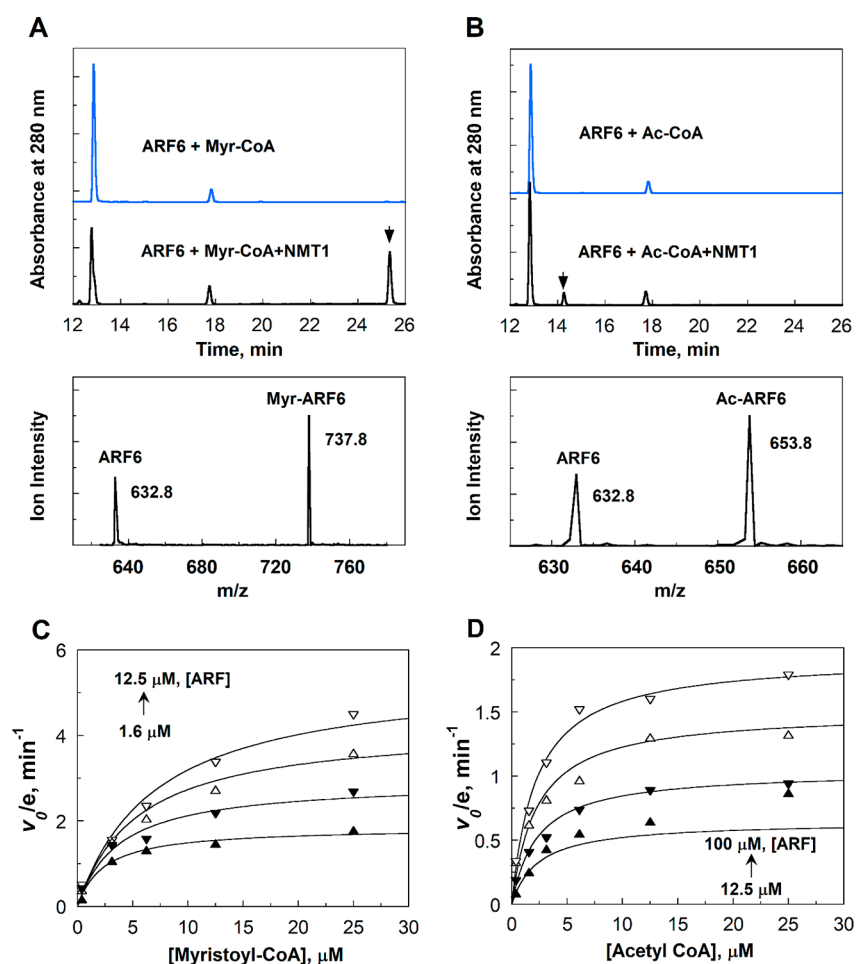 A
Absorbance at 280 nm
ARF6 + Myr-CoA
ARF6 + Myr-CoA+NMT1
12 14 16 18 20 22 24 26
Time, min
Ion Intensity
ARF6
632.8
Myr-ARF6
737.8
640 680 720 760
m/z
B
Absorbance at 280 nm
ARF6 + Ac-CoA
ARF6 + Ac-CoA+NMT1
12 14 16 18 20 22 24 26
Time, min
Ion Intensity
ARF6
632.8
Ac-ARF6
653.8
630 640 650 660
m/z
C
v0/e, min-1
6
4
2
0
12.5 μM, [ARF]
1.6 μM
0 5 10 15 20 25 30
[Myristoyl-CoA], μM
D
v0/e, min-1
2
1.5
1
0.5
0
100 μM, [ARF]
12.5 μM
0 5 10 15 20 25 30
[Acetyl CoA], μM